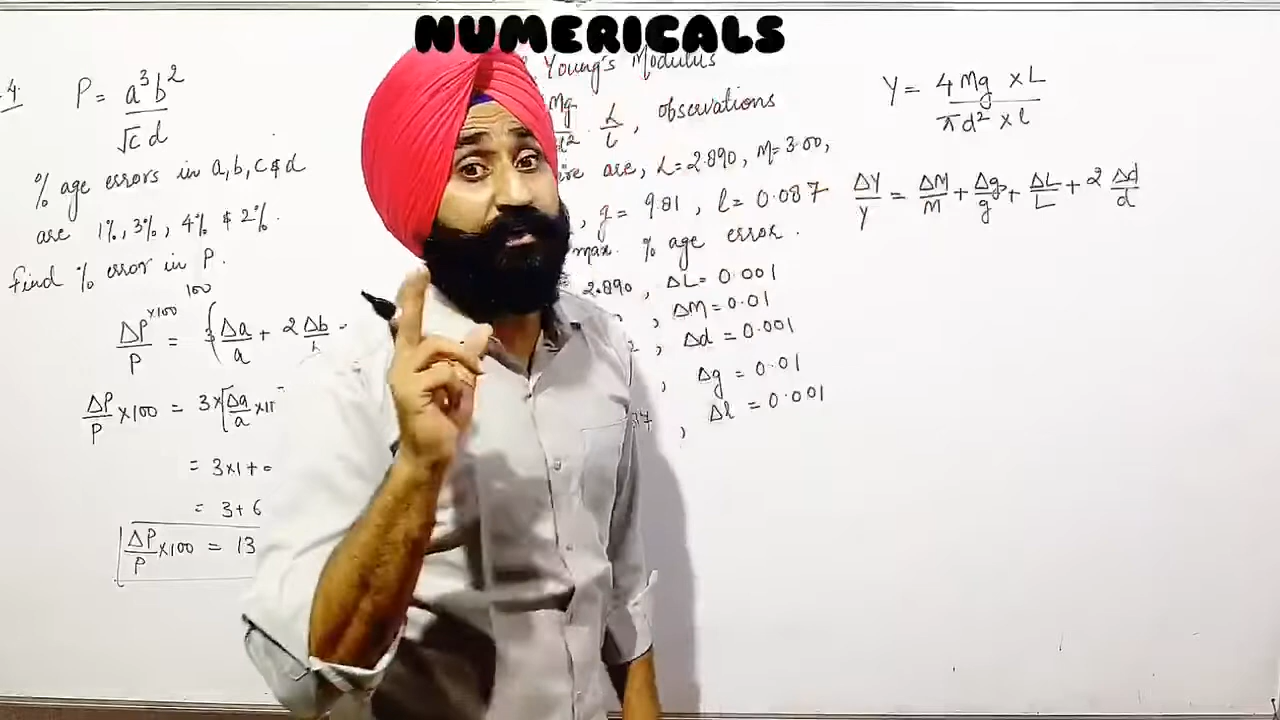 NUMERICALS
4.
P = a³b² / √c d
% age errors in a, b, c & d
are 1%, 3%, 4% & 2%.
Find % error in P.
ΔP/P ×100 = 100 (3 Δa/a + 2 Δb/
ΔP/P ×100 = 3×[Δa/a ×1
= 3×1 +
= 3 + 6
ΔP/P ×100 = 13
Young's Modulus
Mg / d² · L/l , observations
are, L = 2.890, M = 3.00,
, g = 9.81, l = 0.087
max. % age error.
2.890, ΔL = 0.001
, ΔM = 0.01
, Δd = 0.001
, Δg = 0.01
, Δl = 0.001
Y = 4Mg × L / πd² × l
ΔY/Y = ΔM/M + Δg/g + ΔL/L + 2 Δd/d